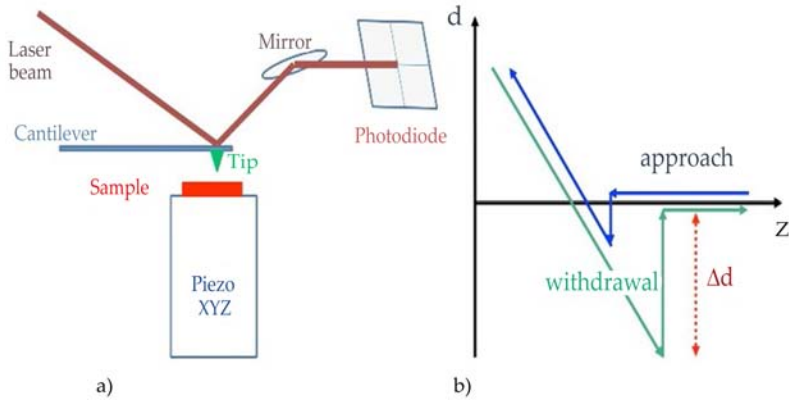 Laser
beam
Mirror
Cantilever
Tip
Photodiode
Sample
Piezo
XYZ
a)
d
approach
Z
withdrawal
Δd
b)